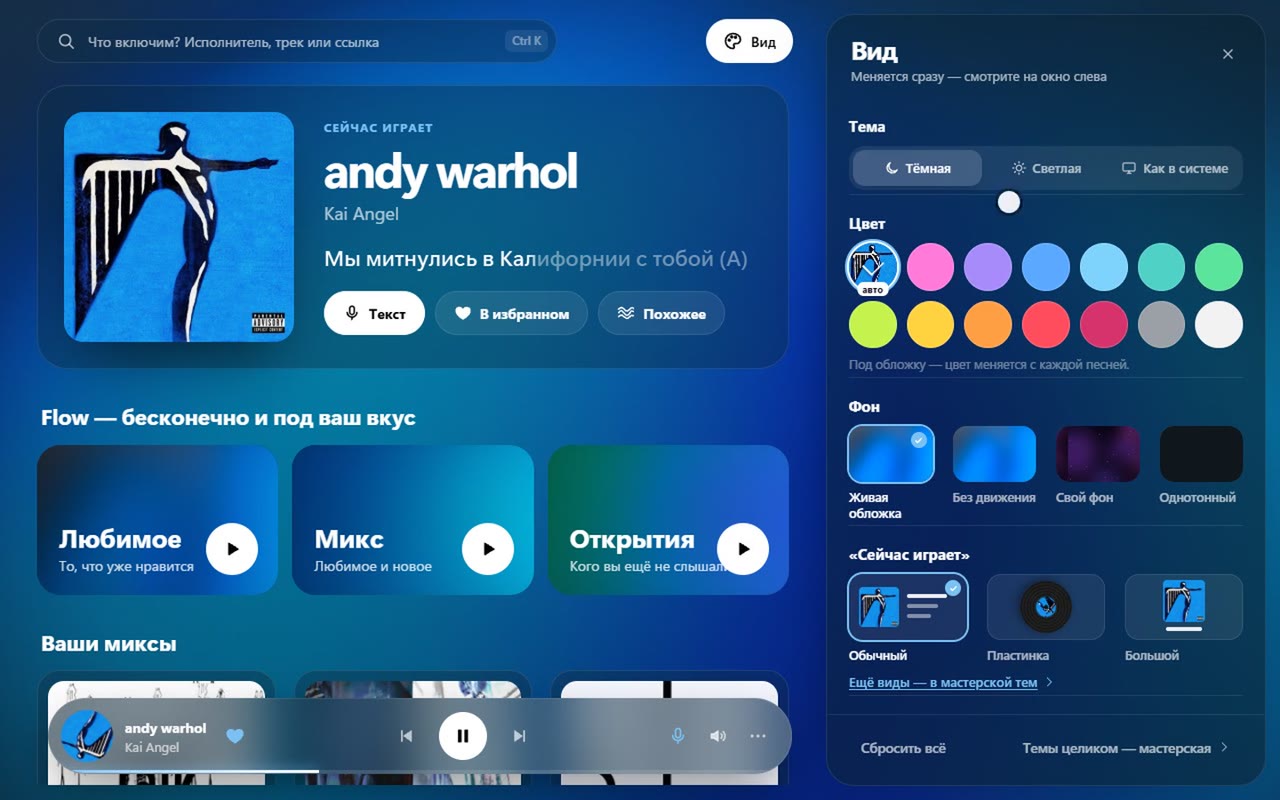 Что включим? Исполнитель, трек или ссылка
Ctrl K
Вид
СЕЙЧАС ИГРАЕТ
andy warhol
Kai Angel
Мы митнулись в Калифорнии с тобой (А)
Текст
В избранном
Похожее
PARENTAL
ADVISORY
EXPLICIT CONTENT
Flow — бесконечно и под ваш вкус
Любимое
То, что уже нравится
Микс
Любимое и новое
Открытия
Кого вы ещё не слышали
Ваши миксы
andy warhol
Kai Angel
Вид
Меняется сразу — смотрите на окно слева
Тема
Тёмная
Светлая
Как в системе
Цвет
авто
Под обложку — цвет меняется с каждой песней.
Фон
Живая
обложка
Без движения
Свой фон
Однотонный
«Сейчас играет»
Обычный
Пластинка
Большой
Ещё виды — в мастерской тем
Сбросить всё
Темы целиком — мастерская